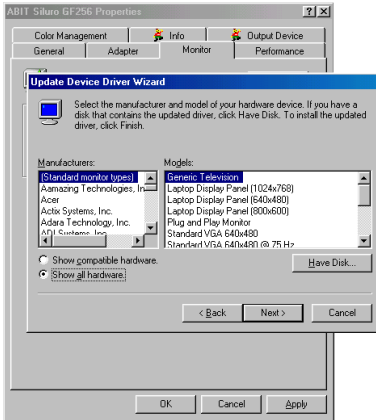 ABIT Siluro GF256 Properties
Color Management
Info
Output Device
General
Adapter
Monitor
Performance
Update Device Driver Wizard
Select the manufacturer and model of your hardware device. If you have a
disk that contains the updated driver, click Have Disk. To install the updated
driver, click Finish.
Manufacturers:
(Standard monitor types)
Aamazing Technologies, In
Acer
Actix Systems, Inc.
Adara Technology, Inc.
ADI Systems, Inc.
Models:
Generic Television
Laptop Display Panel (1024x768)
Laptop Display Panel (640x480)
Laptop Display Panel (800x600)
Plug and Play Monitor
Standard VGA 640x480
Standard VGA 640x480 @ 75 Hz
Show compatible hardware.
Show all hardware.
Have Disk...
< Back
Next >
Cancel
OK
Cancel
Apply